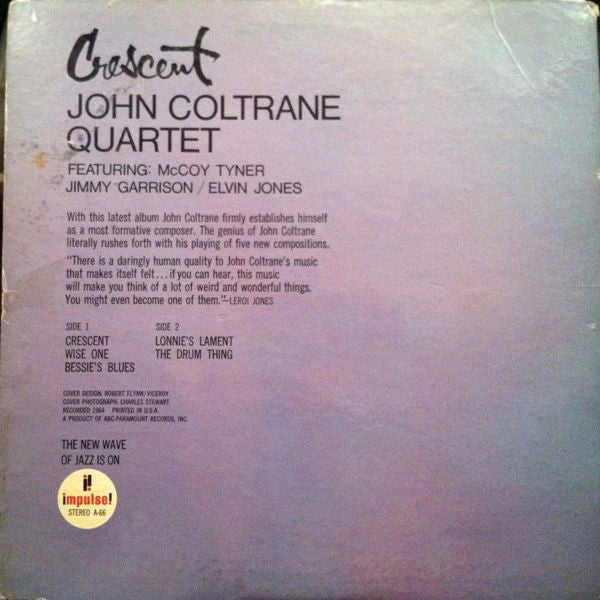 Crescent
JOHN COLTRANE
QUARTET
FEATURING: McCOY TYNER
JIMMY GARRISON / ELVIN JONES
With this latest album John Coltrane firmly establishes himself
as a most formative composer. The genius of John Coltrane
literally rushes forth with his playing of five new compositions.
"There is a daringly human quality to John Coltrane's music
that makes itself felt...if you can hear, this music
will make you think of a lot of weird and wonderful things.
You might even become one of them."—LEROI JONES
SIDE 1
CRESCENT
WISE ONE
BESSIE'S BLUES
SIDE 2
LONNIE'S LAMENT
THE DRUM THING
COVER DESIGN: ROBERT FLYNN/VICEROY
COVER PHOTOGRAPH: CHARLES STEWART
RECORDED 1964 PRINTED IN U.S.A.
A PRODUCT OF ABC-PARAMOUNT RECORDS, INC.
THE NEW WAVE
OF JAZZ IS ON
i!
impulse!
STEREO A-66